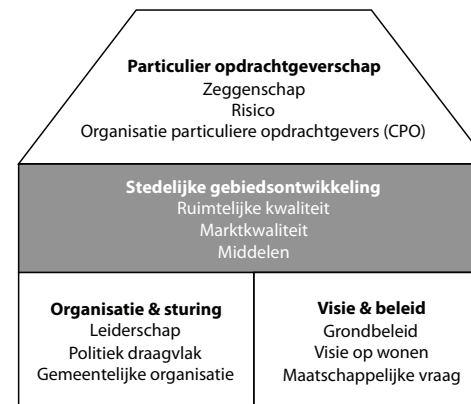 Particulier opdrachtgeverschap
Zeggenschap
Risico
Organisatie particuliere opdrachtgevers (CPO)
Stedelijke gebiedsontwikkeling
Ruimtelijke kwaliteit
Marktkwaliteit
Middelen
Organisatie & sturing
Leiderschap
Politiek draagvlak
Gemeentelijke organisatie
Visie & beleid
Grondbeleid
Visie op wonen
Maatschappelijke vraag